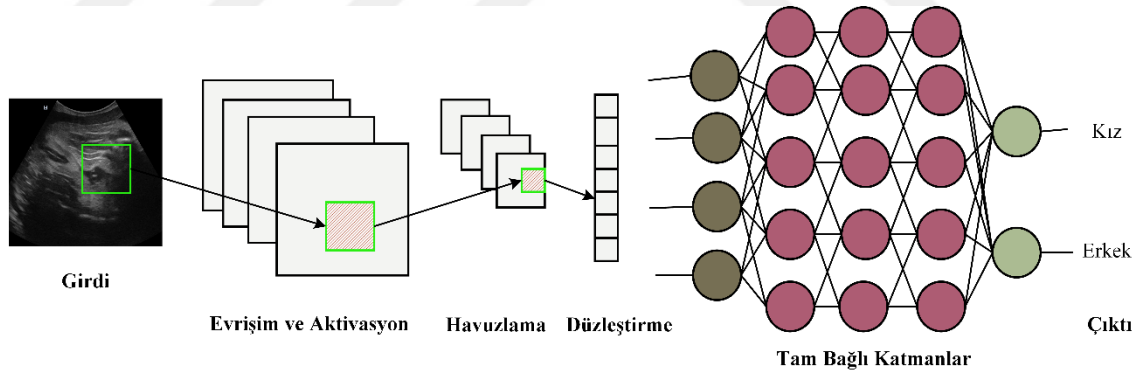 Kız
Erkek
Girdi
Evrişim ve Aktivasyon
Havuzlama
Düzleştirme
Çıktı
Tam Bağlı Katmanlar